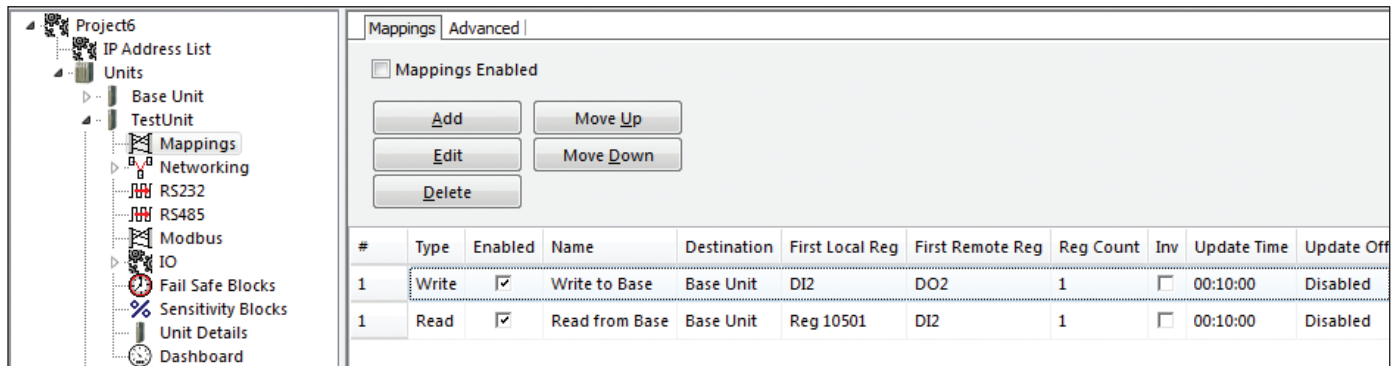 Project6
IP Address List
Units
Base Unit
TestUnit
Mappings
Networking
RS232
RS485
Modbus
IO
Fail Safe Blocks
Sensitivity Blocks
Unit Details
Dashboard
Mappings Advanced
Mappings Enabled
Add Move Up
Edit Move Down
Delete
# Type Enabled Name Destination First Local Reg First Remote Reg Reg Count Inv Update Time Update Off
1 Write Write to Base Base Unit DI2 DO2 1 00:10:00 Disabled
1 Read Read from Base Base Unit Reg 10501 DI2 1 00:10:00 Disabled